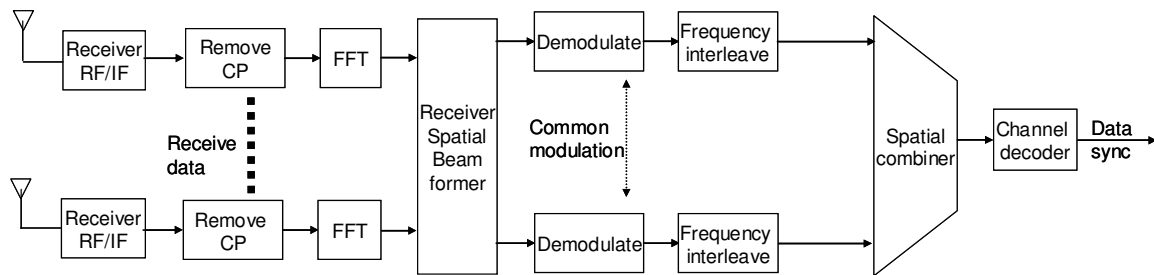 Receiver
RF/IF
Remove
CP
FFT
Receiver
Spatial
Beam
former
Demodulate
Frequency
interleave
Receive
data
Common
modulation
Spatial
combiner
Channel
decoder
Data
sync
Receiver
RF/IF
Remove
CP
FFT
Demodulate
Frequency
interleave